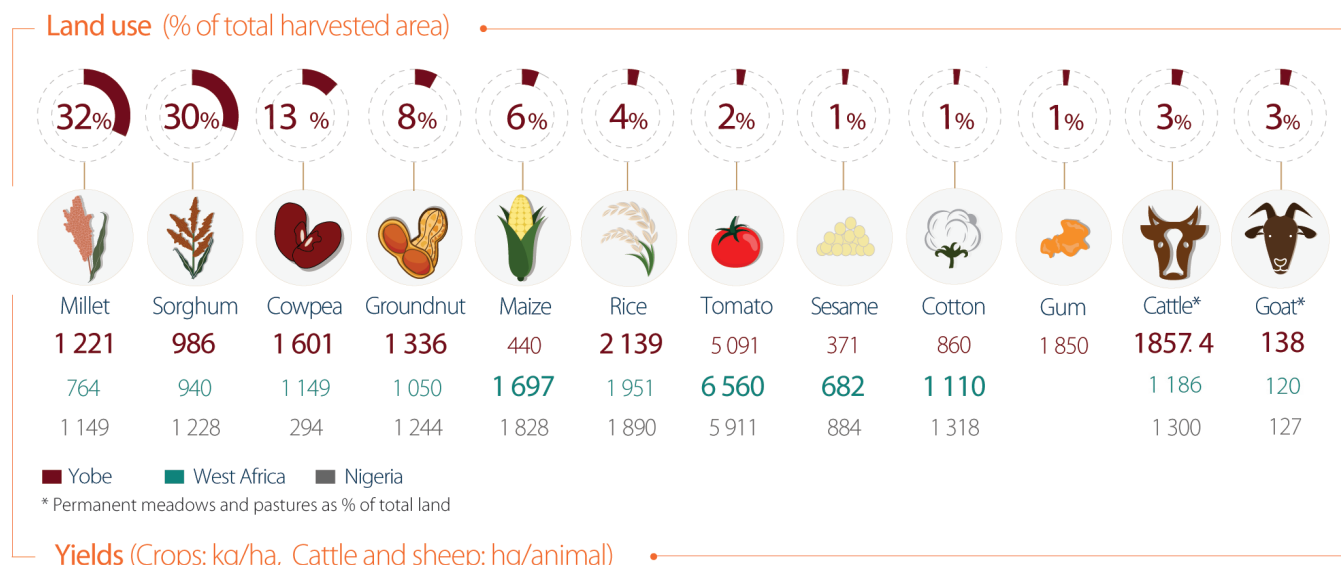 Land use (% of total harvested area)
32% 30% 13 % 8% 6% 4% 2% 1% 1% 1% 3% 3%
Millet Sorghum Cowpea Groundnut Maize Rice Tomato Sesame Cotton Gum Cattle* Goat*
1 221 986 1 601 1 336 440 2 139 5 091 371 860 1 850 1857. 4 138
764 940 1 149 1 050 1 697 1 951 6 560 682 1 110 1 186 120
1 149 1 228 294 1 244 1 828 1 890 5 911 884 1 318 1 300 127
Yobe West Africa Nigeria
* Permanent meadows and pastures as % of total land
Yields (Crops: kg/ha, Cattle and sheep: hg/animal)